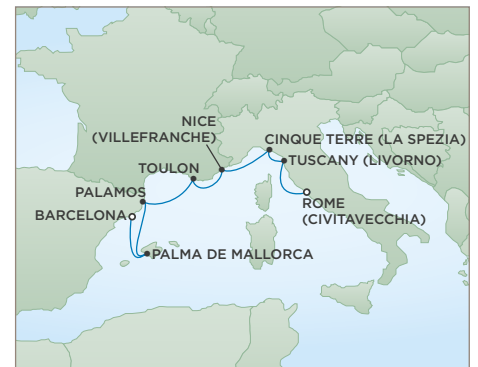 NICE
(VILLEFRANCHE)
CINQUE TERRE (LA SPEZIA)
TUSCANY (LIVORNO)
TOULON
PALAMOS
ROME
(CIVITAVECCHIA)
BARCELONA
PALMA DE MALLORCA